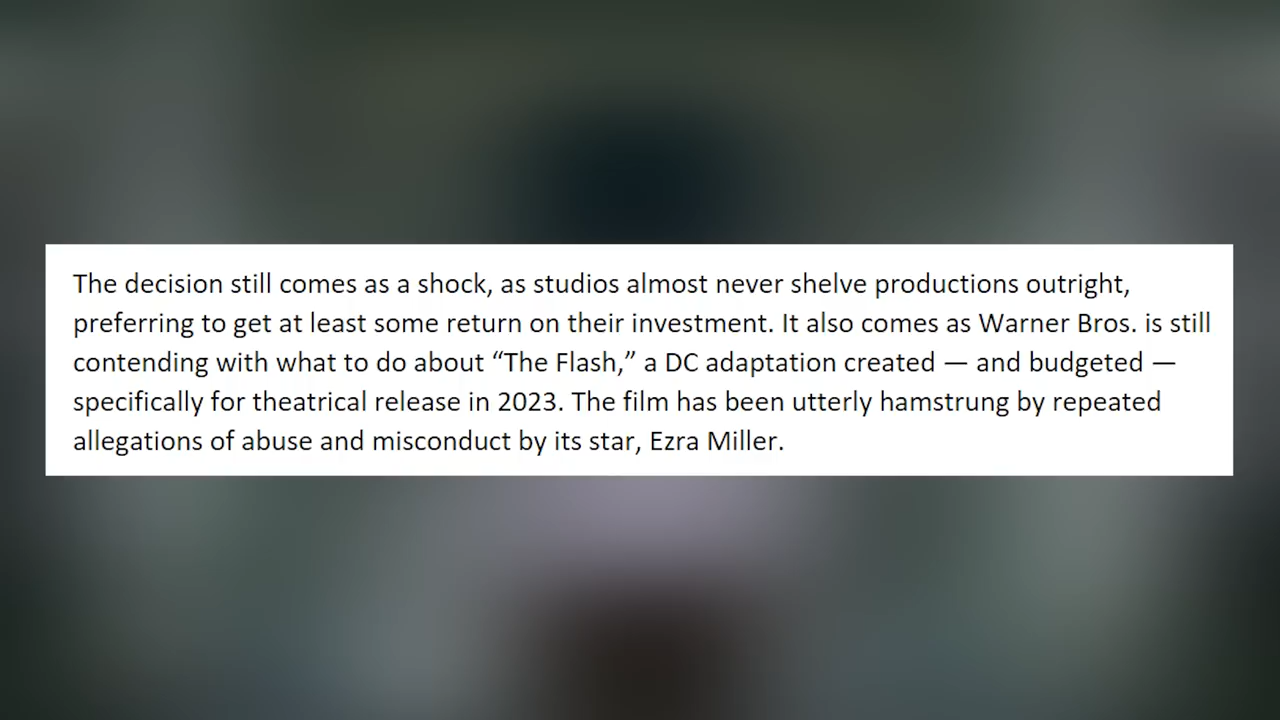 The decision still comes as a shock, as studios almost never shelve productions outright,
preferring to get at least some return on their investment. It also comes as Warner Bros. is still
contending with what to do about “The Flash,” a DC adaptation created — and budgeted —
specifically for theatrical release in 2023. The film has been utterly hamstrung by repeated
allegations of abuse and misconduct by its star, Ezra Miller.